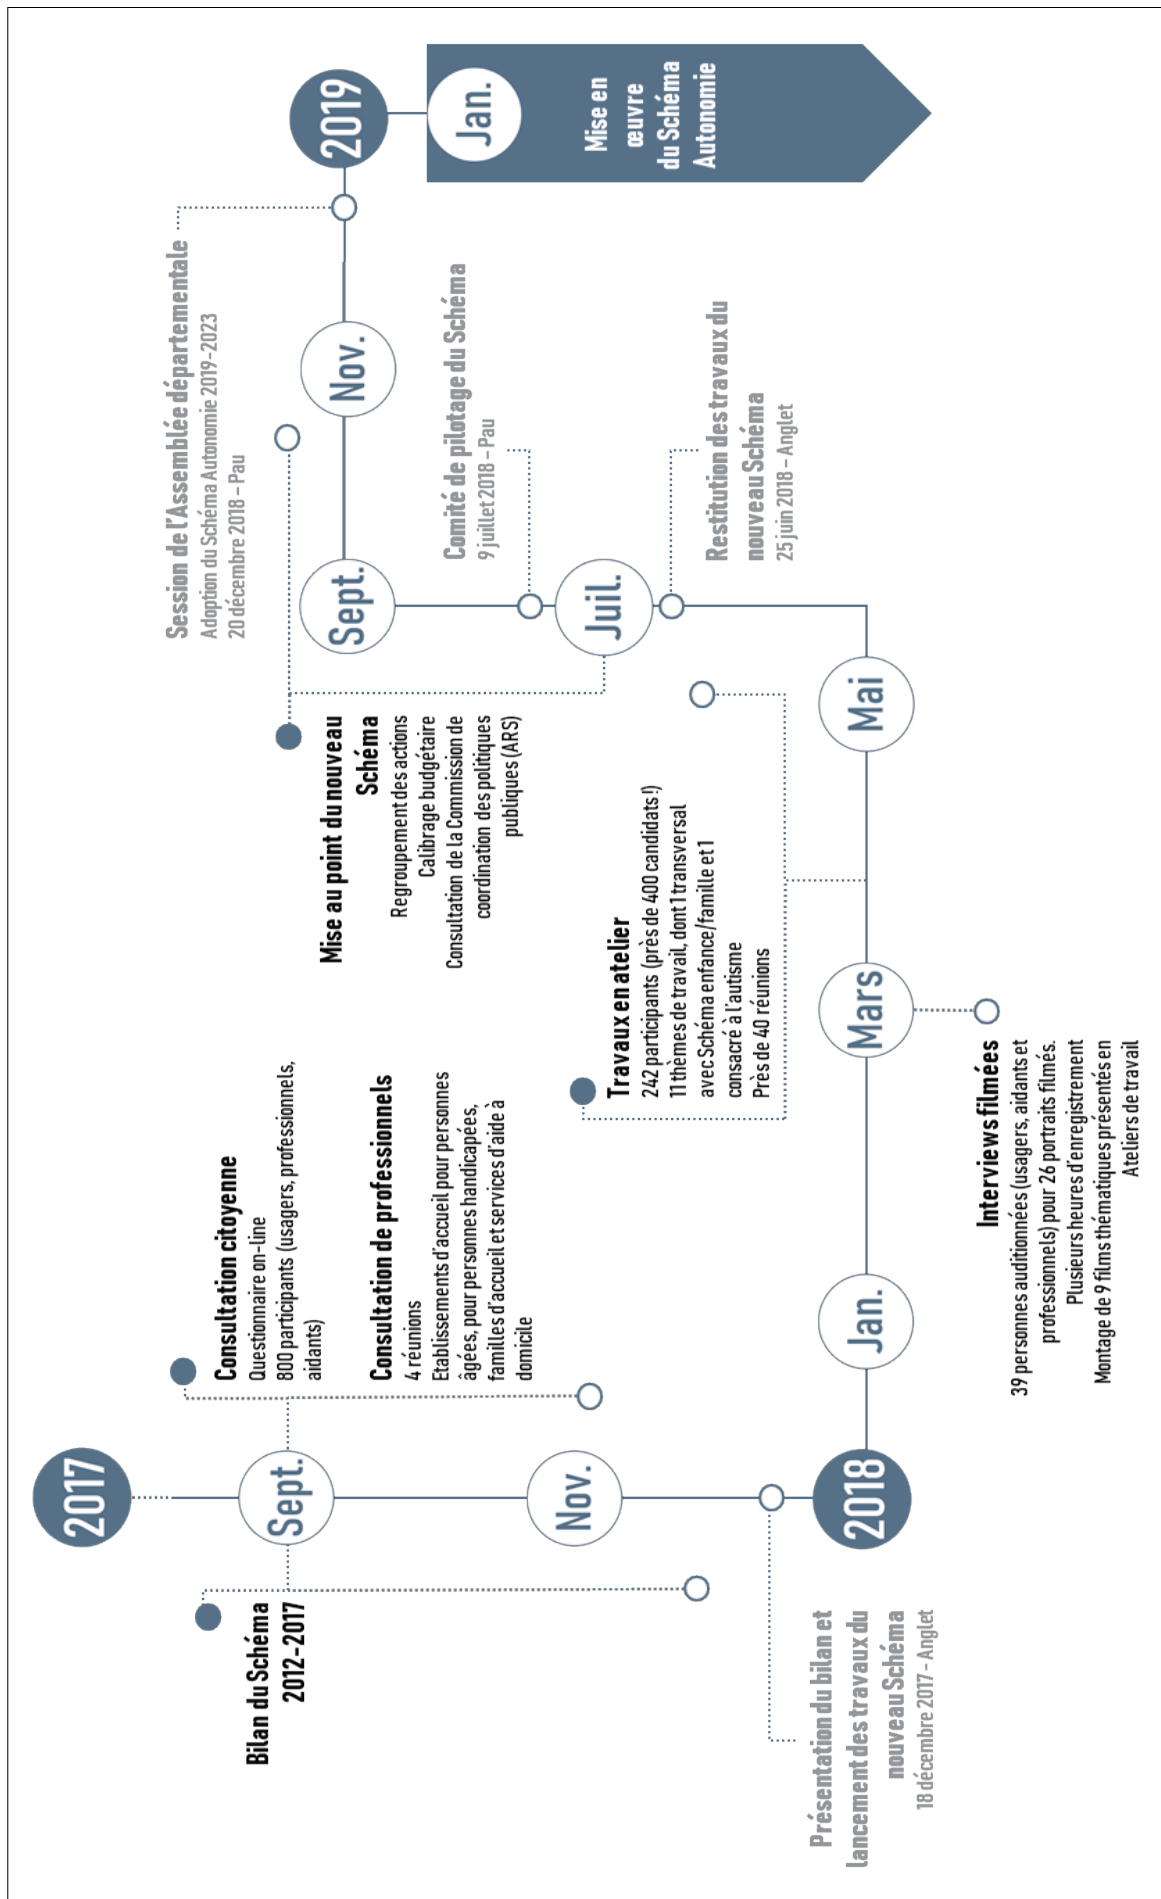 2017
Sept.
Bilan du Schéma
2012-2017
Consultation citoyenne
Questionnaire on-line
800 participants (usagers, professionnels,
aidants)
Consultation de professionnels
4 réunions
Etablissements d'accueil pour personnes
âgées, pour personnes handicapées,
familles d'accueil et services d'aide à
domicile
Nov.
Présentation du bilan et
lancement des travaux du
nouveau Schéma
18 décembre 2017 - Anglet
2018
Jan.
Mars
Interviews filmées
39 personnes auditionnées (usagers, aidants et
professionnels) pour 26 portraits filmés.
Plusieurs heures d'enregistrement
Montage de 9 films thématiques présentés en
Ateliers de travail
Travaux en atelier
242 participants (près de 400 candidats !)
11 thèmes de travail, dont 1 transversal
avec Schéma enfance/famille et 1
consacré à l'autisme
Près de 40 réunions
Mai
Restitution des travaux du
nouveau Schéma
25 juin 2018 - Anglet
Juil.
Comité de pilotage du Schéma
9 juillet 2018 - Pau
Mise au point du nouveau
Schéma
Regroupement des actions
Calibrage budgétaire
Consultation de la Commission de
coordination des politiques
publiques (ARS)
Sept.
Nov.
Session de l'Assemblée départementale
Adoption du Schéma Autonomie 2019-2023
20 décembre 2018 - Pau
2019
Jan.
Mise en
œuvre
du Schéma
Autonomie